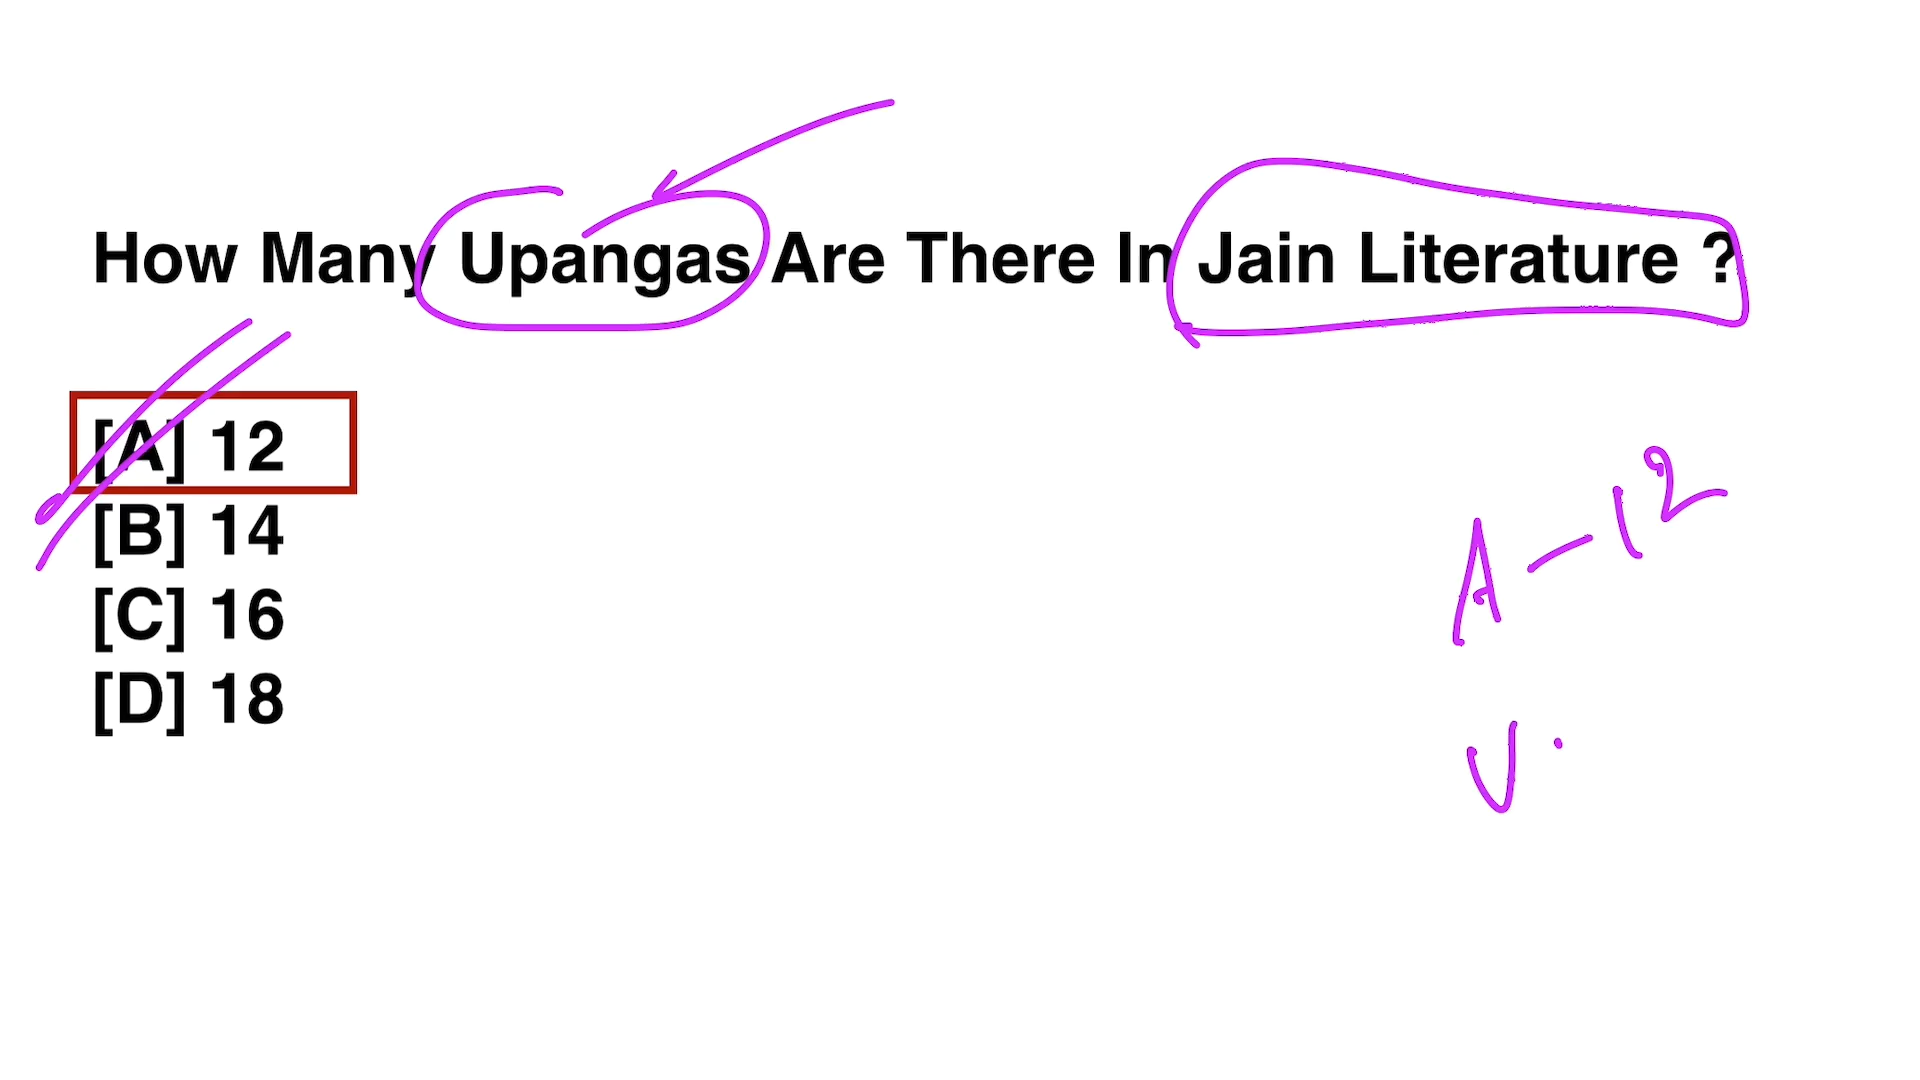 How Many Upangas Are There In Jain Literature ?
[A] 12
[B] 14
[C] 16
[D] 18
A - 12
U .